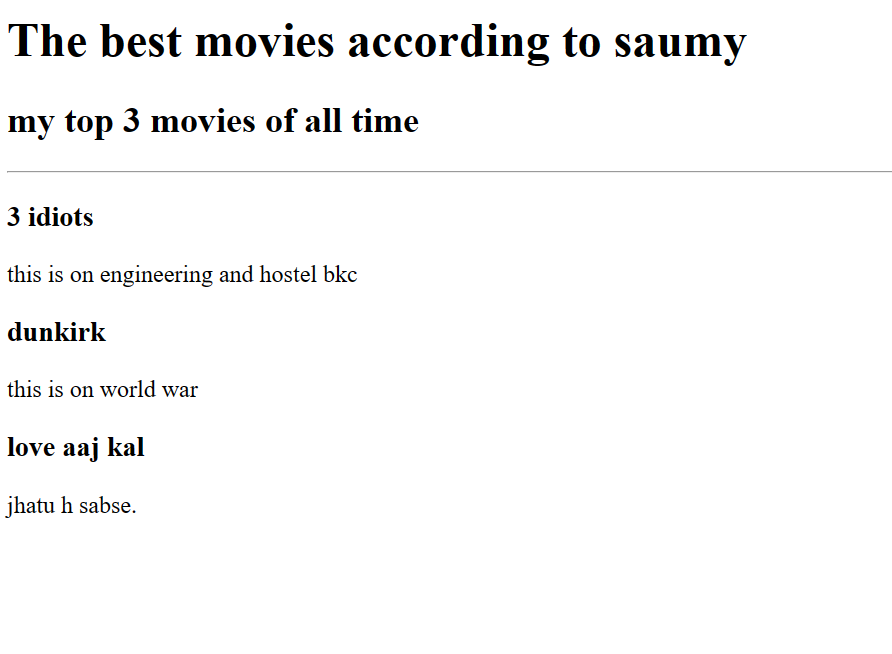 The best movies according to saumy
my top 3 movies of all time
3 idiots
this is on engineering and hostel bkc
dunkirk
this is on world war
love aaj kal
jhatu h sabse.